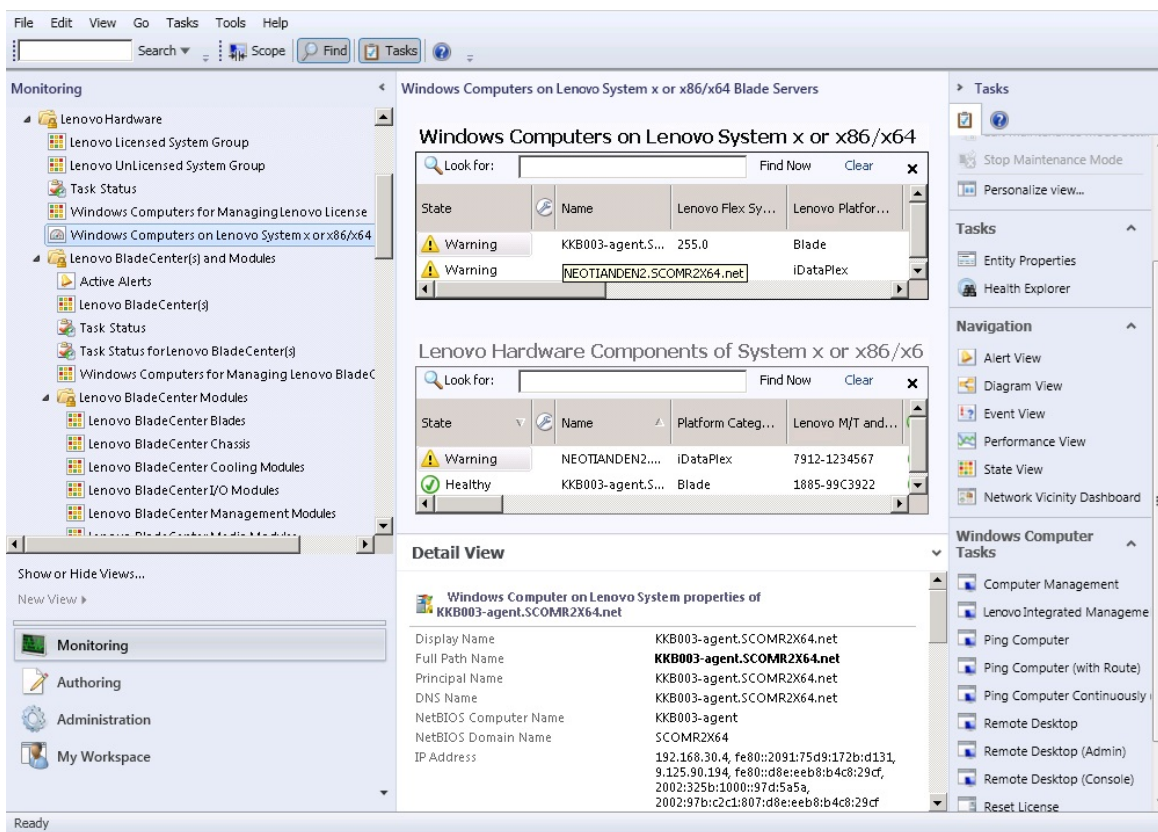 File Edit View Go Tasks Tools Help
Search Scope Find Tasks
Monitoring
Lenovo Hardware
Lenovo Licensed System Group
Lenovo UnLicensed System Group
Task Status
Windows Computers for Managing Lenovo License
Windows Computers on Lenovo System x or x86/x64
Lenovo BladeCenter(s) and Modules
Active Alerts
Lenovo BladeCenter(s)
Task Status
Task Status for Lenovo BladeCenter(s)
Windows Computers for Managing Lenovo BladeC
Lenovo BladeCenter Modules
Lenovo BladeCenter Blades
Lenovo BladeCenter Chassis
Lenovo BladeCenter Cooling Modules
Lenovo BladeCenter I/O Modules
Lenovo BladeCenter Management Modules
Lenovo BladeCenter Media Modules
Show or Hide Views...
New View
Monitoring
Authoring
Administration
My Workspace
Windows Computers on Lenovo System x or x86/x64 Blade Servers
Windows Computers on Lenovo System x or x86/x64
Look for: Find Now Clear
State Name Lenovo Flex Sy... Lenovo Platfor...
Warning KKB003-agent.S... 255.0 Blade
Warning NEOTIANDEN2.SCOMR2X64.net iDataPlex
Lenovo Hardware Components of System x or x86/x6
Look for: Find Now Clear
State Name Platform Categ... Lenovo M/T and...
Warning NEOTIANDEN2.... iDataPlex 7912-1234567
Healthy KKB003-agent.S... Blade 1885-99C3922
Detail View
Windows Computer on Lenovo System properties of
KKB003-agent.SCOMR2X64.net
Display Name KKB003-agent.SCOMR2X64.net
Full Path Name KKB003-agent.SCOMR2X64.net
Principal Name KKB003-agent.SCOMR2X64.net
DNS Name KKB003-agent.SCOMR2X64.net
NetBIOS Computer Name KKB003-agent
NetBIOS Domain Name SCOMR2X64
IP Address 192.168.30.4, fe80::2091:75d9:172b:d131,
9.125.90.194, fe80::d8e:eeb8:b4c8:29cf,
2002:325b:1000::97d:5a5a,
2002:97b:c2c1:807:d8e:eeb8:b4c8:29cf
Tasks
Stop Maintenance Mode
Personalize view...
Tasks
Entity Properties
Health Explorer
Navigation
Alert View
Diagram View
Event View
Performance View
State View
Network Vicinity Dashboard
Windows Computer
Tasks
Computer Management
Lenovo Integrated Manageme
Ping Computer
Ping Computer (with Route)
Ping Computer Continuously
Remote Desktop
Remote Desktop (Admin)
Remote Desktop (Console)
Reset License
Ready